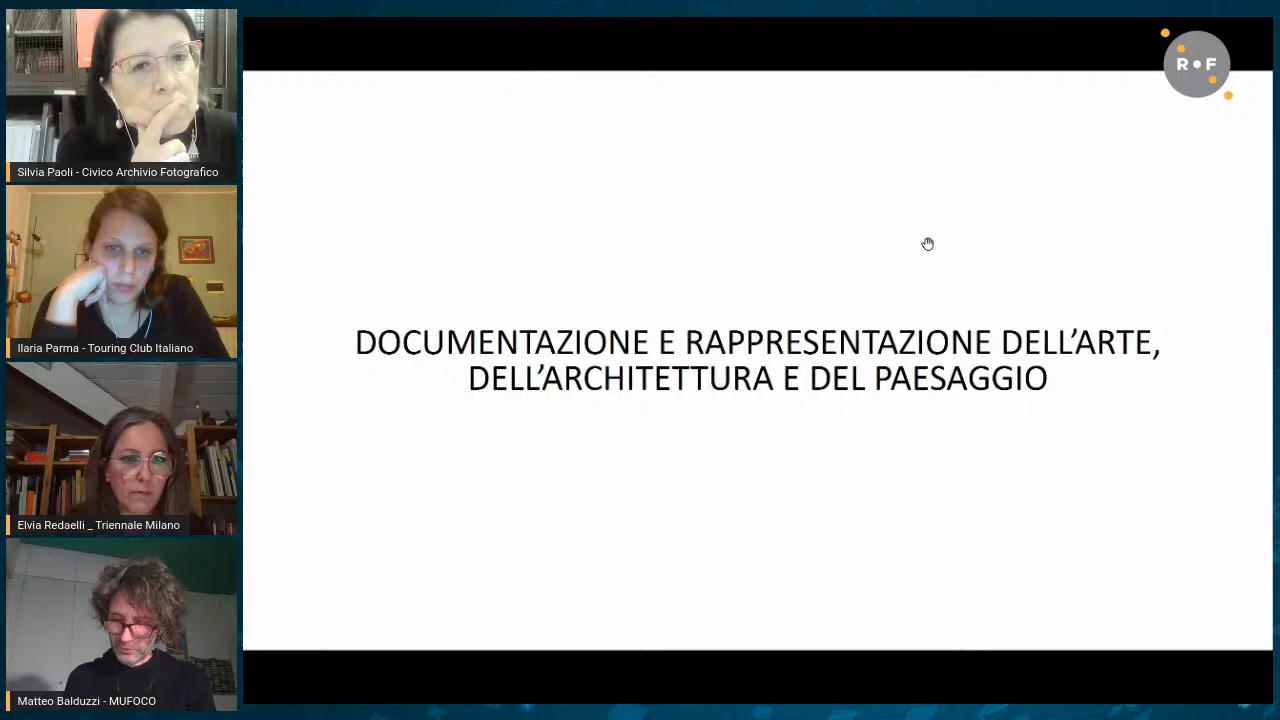 Silvia Paoli - Civico Archivio Fotografico
Ilaria Parma - Touring Club Italiano
Elvia Redaelli _ Triennale Milano
Matteo Balduzzi - MUFOCO
R•F
DOCUMENTAZIONE E RAPPRESENTAZIONE DELL’ARTE,
DELL’ARCHITETTURA E DEL PAESAGGIO